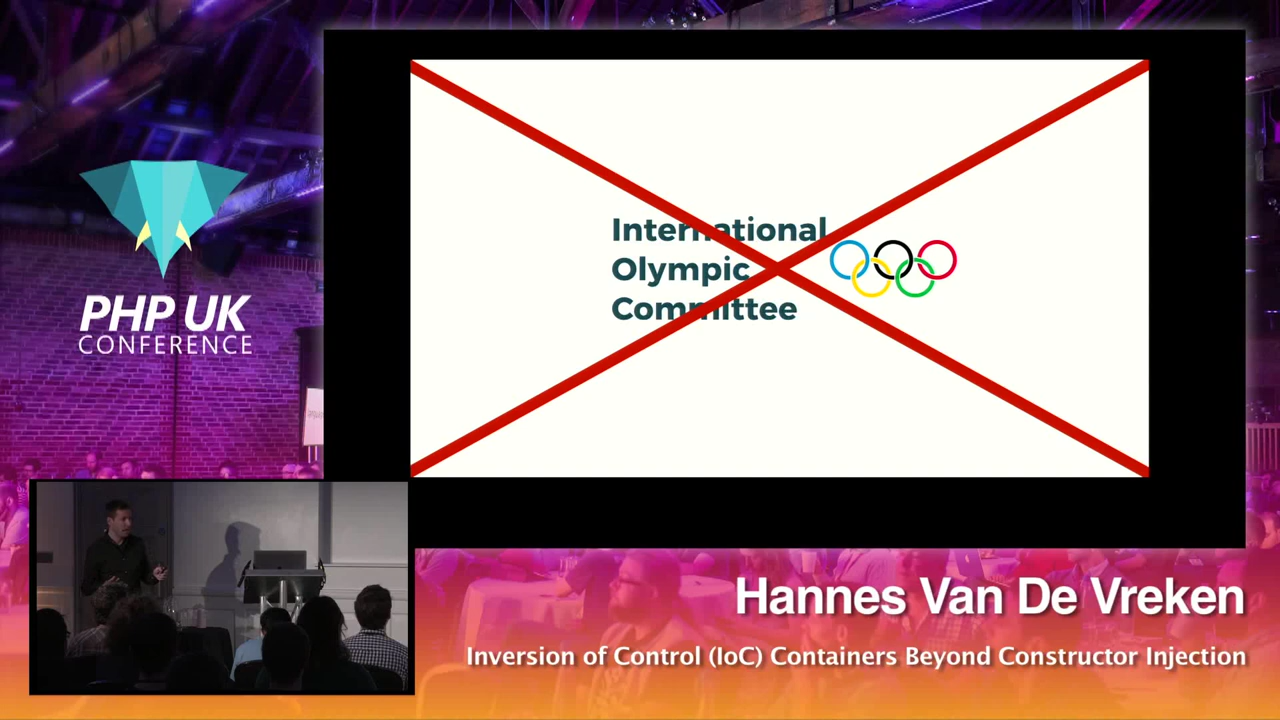 PHP UK
CONFERENCE
International
Olympic
Committee
Hannes Van De Vreken
Inversion of Control (IoC) Containers Beyond Constructor Injection